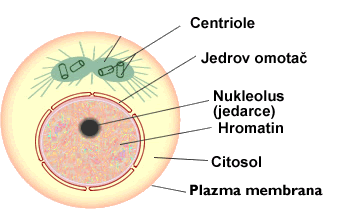 Centriole
Jedrov omotač
Nukleolus
(jedarce)
Hromatin
Citosol
Plazma membrana